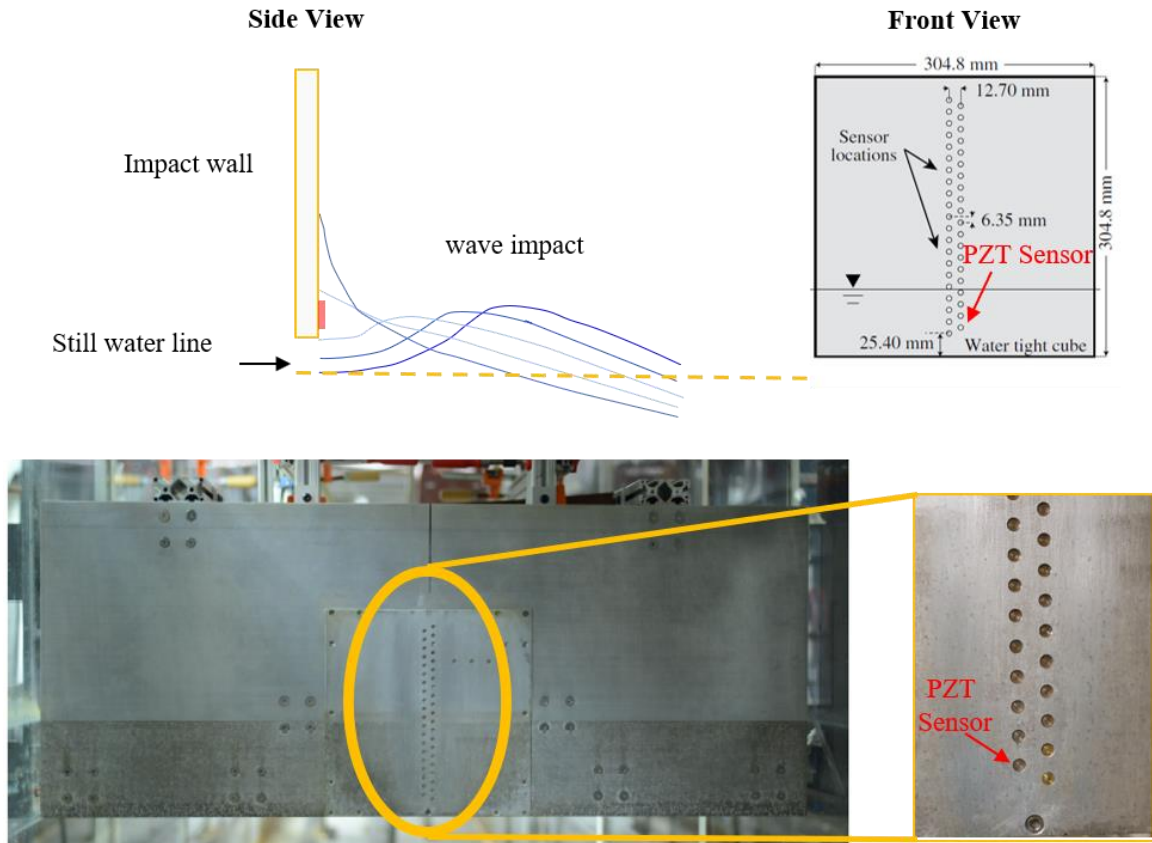 Side View
Front View
304.8 mm
12.70 mm
Impact wall
Sensor
locations
6.35 mm
304.8 mm
wave impact
PZT Sensor
Still water line
25.40 mm
Water tight cube
PZT
Sensor